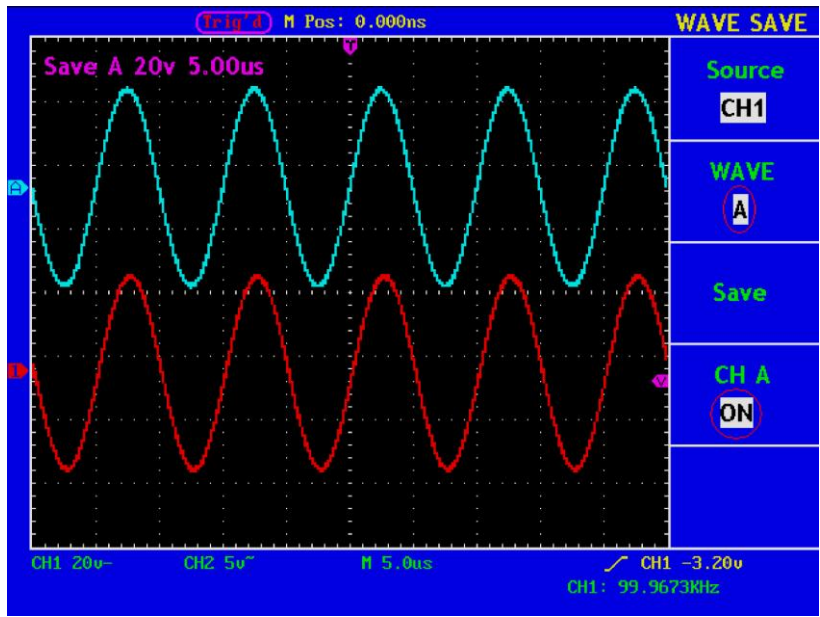 Trig'd M Pos: 0.000ns
WAVE SAVE
T
Save A 20v 5.00us
Source
CH1
WAVE
A
A
Save
1
V
CH A
ON
CH1 20v- CH2 5v~ M 5.0us CH1 -3.20v
CH1: 99.9673KHz